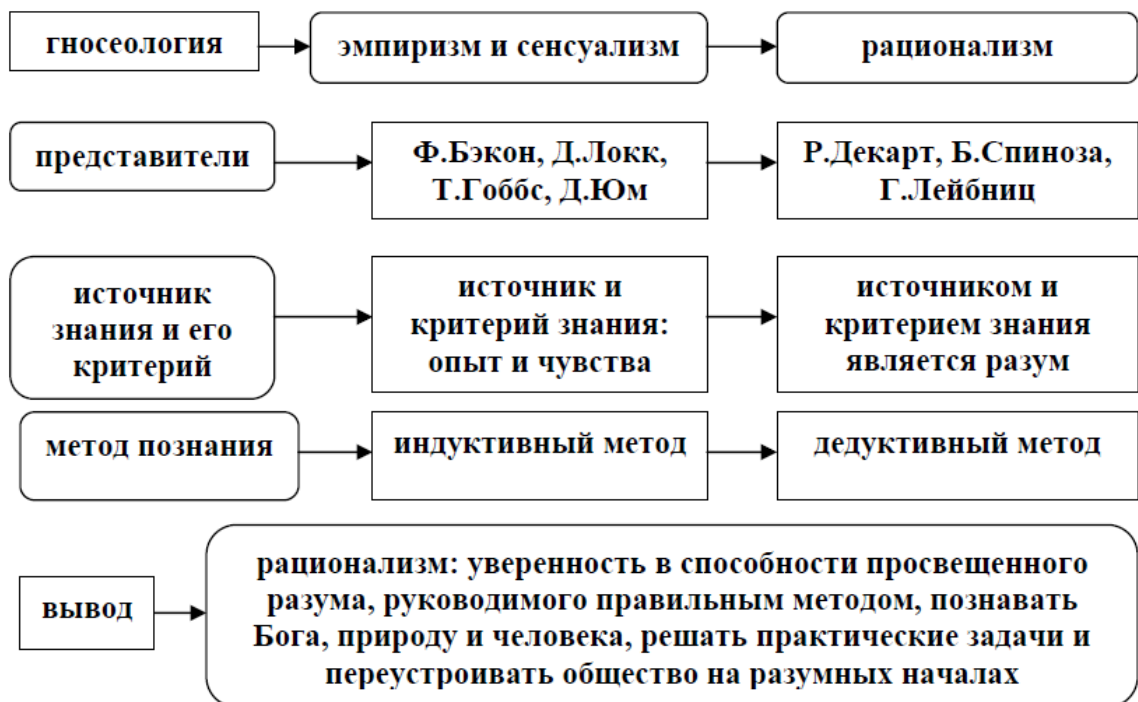 гносеология
эмпиризм и сенсуализм
рационализм
представители
Ф.Бэкон, Д.Локк,
Т.Гоббс, Д.Юм
Р.Декарт, Б.Спиноза,
Г.Лейбниц
источник
знания и его
критерий
источник и
критерий знания:
опыт и чувства
источником и
критерием знания
является разум
метод познания
индуктивный метод
дедуктивный метод
вывод
рационализм: уверенность в способности просвещенного
разума, руководимого правильным методом, познавать
Бога, природу и человека, решать практические задачи и
переустроивать общество на разумных началах